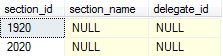 section_id section_name delegate_id
1920 NULL NULL
2020 NULL NULL